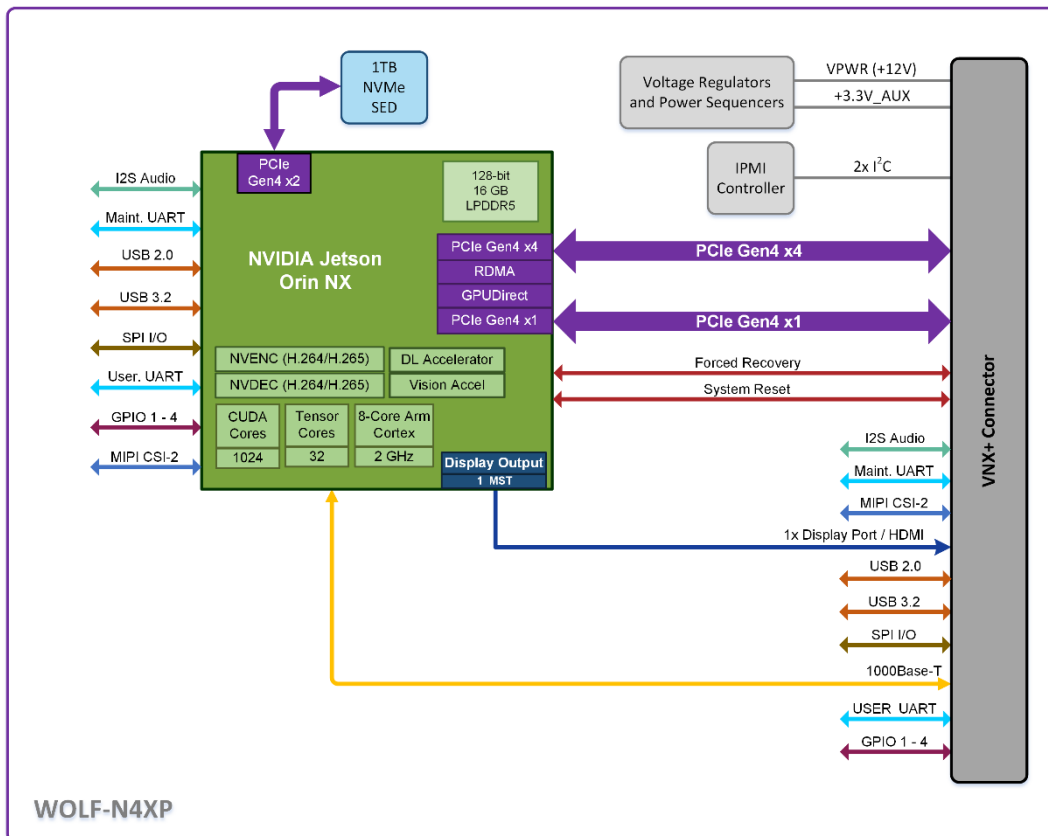 1TB
NVMe
SED
Voltage Regulators
and Power Sequencers
VPWR (+12V)
+3.3V_AUX
IPMI
Controller
2x I²C
PCIe
Gen4 x2
128-bit
16 GB
LPDDR5
I2S Audio
Maint. UART
USB 2.0
USB 3.2
SPI I/O
User. UART
GPIO 1 - 4
MIPI CSI-2
NVIDIA Jetson
Orin NX
PCIe Gen4 x4
RDMA
GPUDirect
PCIe Gen4 x1
PCIe Gen4 x4
PCIe Gen4 x1
Forced Recovery
System Reset
NVENC (H.264/H.265)
DL Accelerator
NVDEC (H.264/H.265)
Vision Accel
CUDA
Cores
1024
Tensor
Cores
32
8-Core Arm
Cortex
2 GHz
Display Output
1 MST
I2S Audio
Maint. UART
MIPI CSI-2
1x Display Port / HDMI
USB 2.0
USB 3.2
SPI I/O
1000Base-T
USER UART
GPIO 1 - 4
VNX+ Connector
WOLF-N4XP